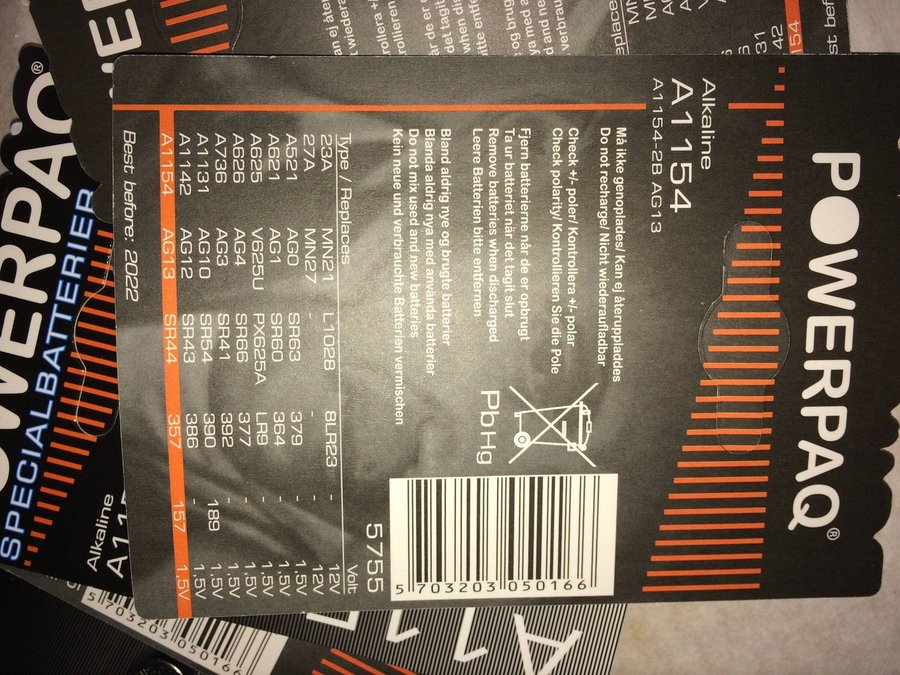 POWERPAQ®
Alkaline
A1154
A1154-2B AG13
Må ikke genoplades/ Kan ej återuppladdes
Do not recharge/ Nicht wiederaufladbar
Check +/- poler/ Kontrollera +/- polar
Check polarity/ Kontrollieren Sie die Pole
Fjern batterierne når de er opbrugt
Ta ur batteriet när det tagit slut
Remove batteries when discharged
Leere Batterien bitte entfernen
Bland aldrig nye og brugte batterier
Blanda aldrig nya med använda batterier
Do not mix used and new batteries
Kein neue und verbrauchte Batterien vermischen
PbHg
5 703203 050166
5755
Type / Replaces Volt
23A MN21 L1028 8LR23 - 12V
27A MN27 - - - 12V
A521 AG0 SR63 379 - 1,5V
A621 AG1 SR60 364 - 1,5V
A625 V625U PX625A LR9 - 1,5V
A626 AG4 SR66 377 - 1,5V
A736 AG3 SR41 392 - 1,5V
A1131 AG10 SR54 390 189 1,5V
A1142 AG12 SR43 386 - 1,5V
A1154 AG13 SR44 357 157 1,5V
Best before: 2022
WERPAQ®
SPECIALBATTERIER
Alkaline
A115
5 703203 050166
A115